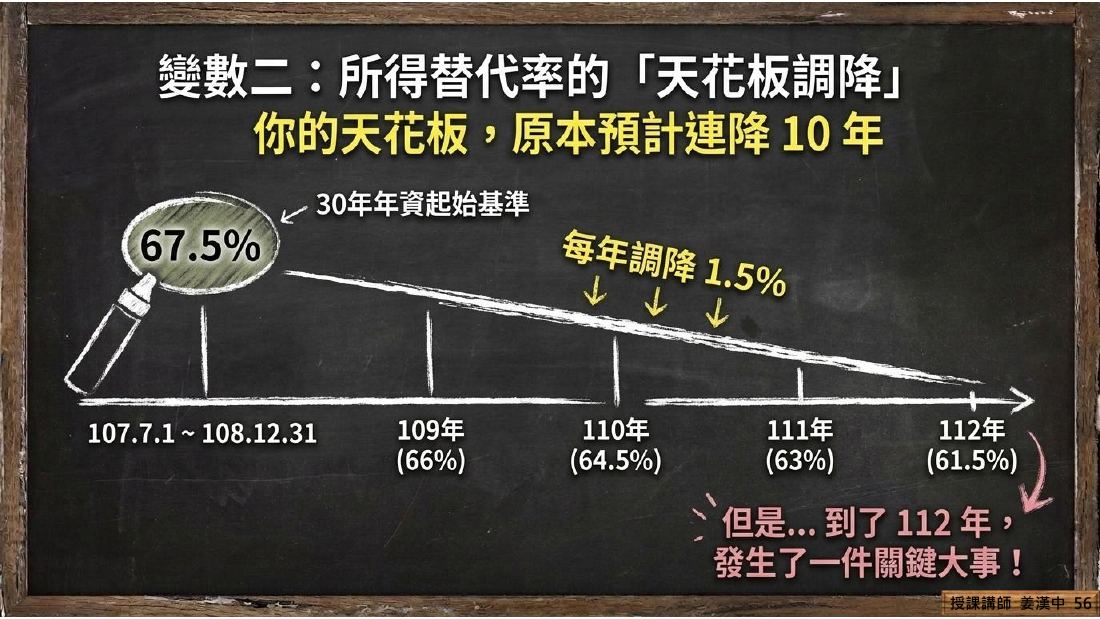 變數二：所得替代率的「天花板調降」
你的天花板，原本預計連降 10 年
30年年資起始基準
67.5%
每年調降 1.5%
107.7.1 ~ 108.12.31
109年
(66%)
110年
(64.5%)
111年
(63%)
112年
(61.5%)
但是... 到了 112 年，
發生了一件關鍵大事！
授課講師 姜漢中 56